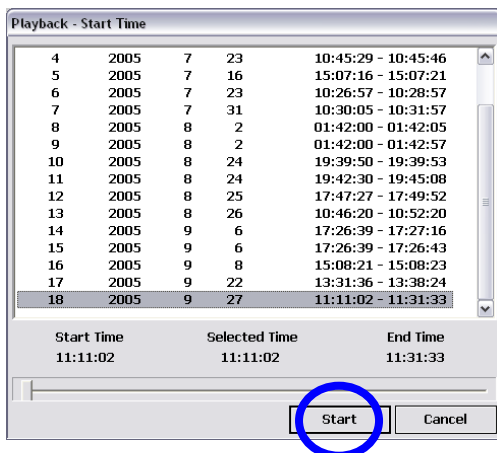 Playback - Start Time
4 2005 7 23 10:45:29 - 10:45:46
5 2005 7 16 15:07:16 - 15:07:21
6 2005 7 23 10:26:57 - 10:28:57
7 2005 7 31 10:30:05 - 10:31:57
8 2005 8 2 01:42:00 - 01:42:05
9 2005 8 2 01:42:00 - 01:42:57
10 2005 8 24 19:39:50 - 19:39:53
11 2005 8 24 19:42:30 - 19:45:08
12 2005 8 25 17:47:27 - 17:49:52
13 2005 8 26 10:46:20 - 10:52:20
14 2005 9 6 17:26:39 - 17:27:16
15 2005 9 6 17:26:39 - 17:26:43
16 2005 9 8 15:08:21 - 15:08:23
17 2005 9 22 13:31:36 - 13:38:24
18 2005 9 27 11:11:02 - 11:31:33
Start Time Selected Time End Time
11:11:02 11:11:02 11:31:33
Start Cancel